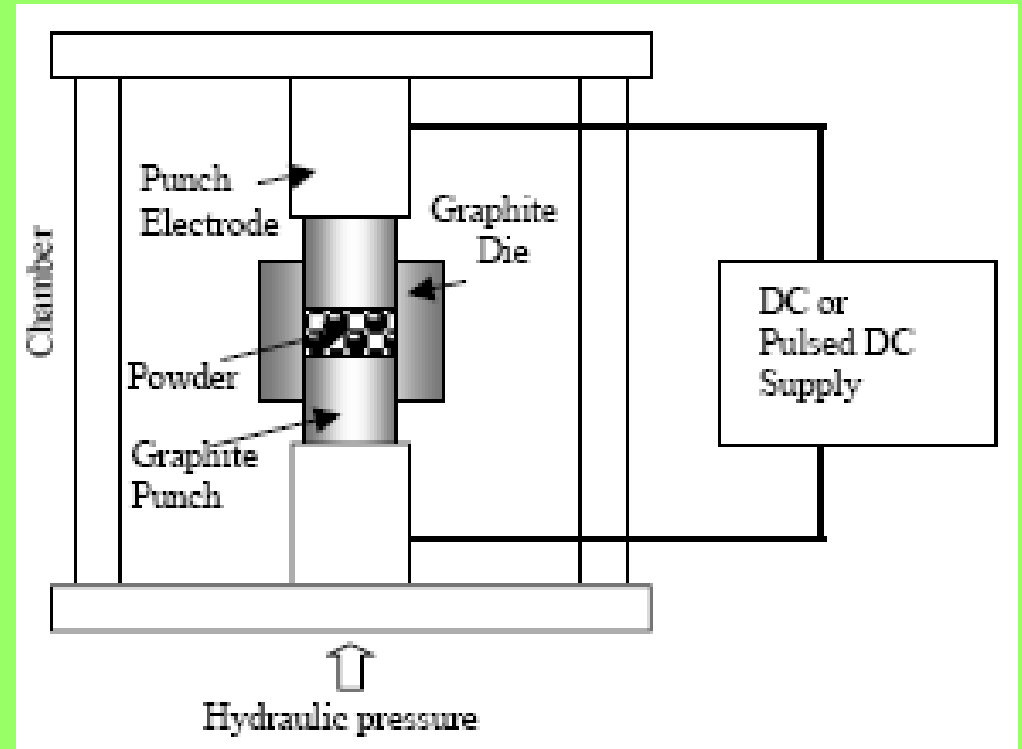 Punch
Electrode
Graphite
Die
Chamber
DC or
Pulsed DC
Supply
Powder
Graphite
Punch
Hydraulic pressure